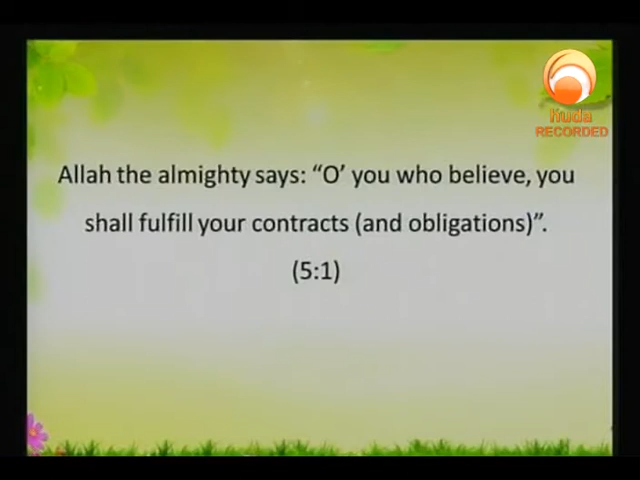 huda
RECORDED
Allah the almighty says: “O’ you who believe, you
shall fulfill your contracts (and obligations)”.
(5:1)